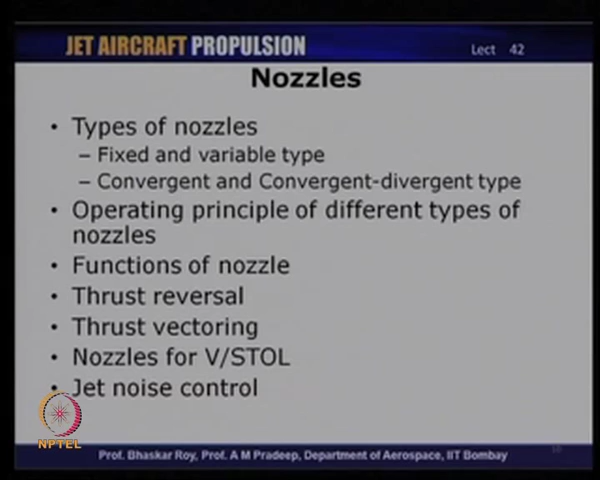 JET AIRCRAFT PROPULSION
Lect 42
Nozzles
• Types of nozzles
– Fixed and variable type
– Convergent and Convergent-divergent type
• Operating principle of different types of
nozzles
• Functions of nozzle
• Thrust reversal
• Thrust vectoring
• Nozzles for V/STOL
• Jet noise control
NPTEL
Prof. Bhaskar Roy, Prof. A M Pradeep, Department of Aerospace, IIT Bombay